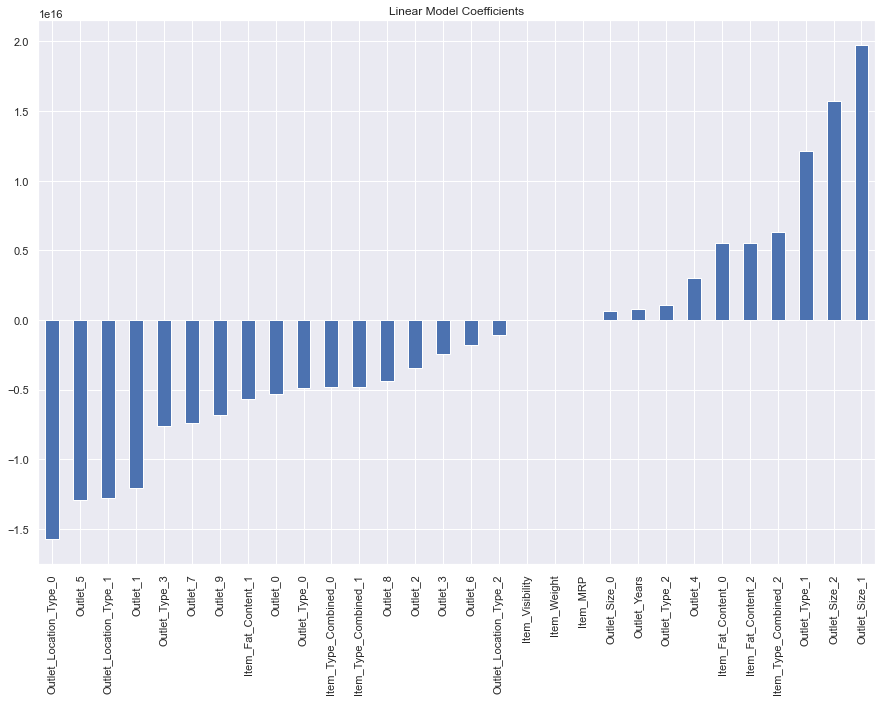 Linear Model Coefficients
1e16
2.0
1.5
1.0
0.5
0.0
−0.5
−1.0
−1.5
Outlet_Location_Type_0
Outlet_5
Outlet_Location_Type_1
Outlet_1
Outlet_Type_3
Outlet_7
Outlet_9
Item_Fat_Content_1
Outlet_0
Outlet_Type_0
Item_Type_Combined_0
Item_Type_Combined_1
Outlet_8
Outlet_2
Outlet_3
Outlet_6
Outlet_Location_Type_2
Item_Visibility
Item_Weight
Item_MRP
Outlet_Size_0
Outlet_Years
Outlet_Type_2
Outlet_4
Item_Fat_Content_0
Item_Fat_Content_2
Item_Type_Combined_2
Outlet_Type_1
Outlet_Size_2
Outlet_Size_1